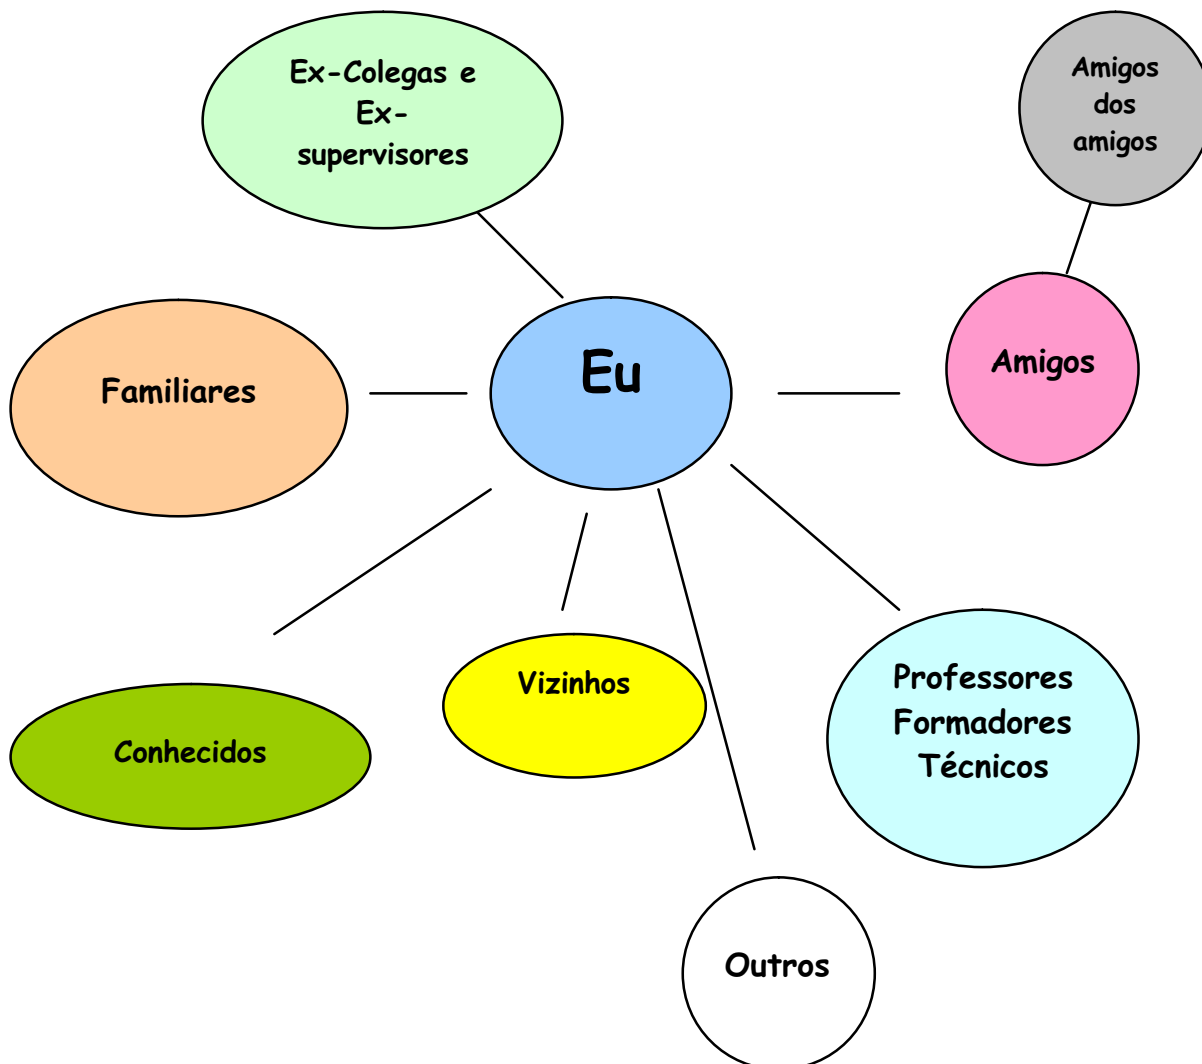 Ex-Colegas e
Ex-
supervisores
Amigos
dos
amigos
Eu
Familiares
Amigos
Professores
Formadores
Técnicos
Vizinhos
Conhecidos
Outros